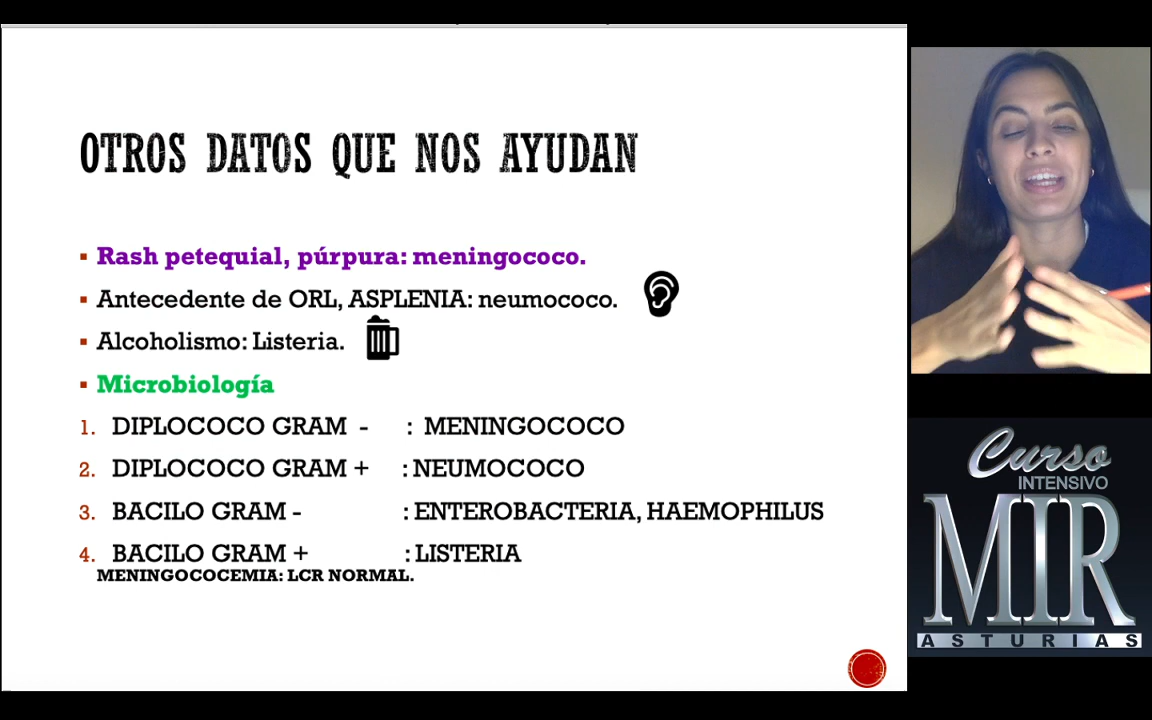 OTROS DATOS QUE NOS AYUDAN
▪ Rash petequial, púrpura: meningococo.
▪ Antecedente de ORL, ASPLENIA: neumococo.
▪ Alcoholismo: Listeria.
▪ Microbiología
1. DIPLOCOCO GRAM - : MENINGOCOCO
2. DIPLOCOCO GRAM + : NEUMOCOCO
3. BACILO GRAM - : ENTEROBACTERIA, HAEMOPHILUS
4. BACILO GRAM + : LISTERIA
MENINGOCOCEMIA: LCR NORMAL.
Curso
INTENSIVO
MIR
ASTURIAS